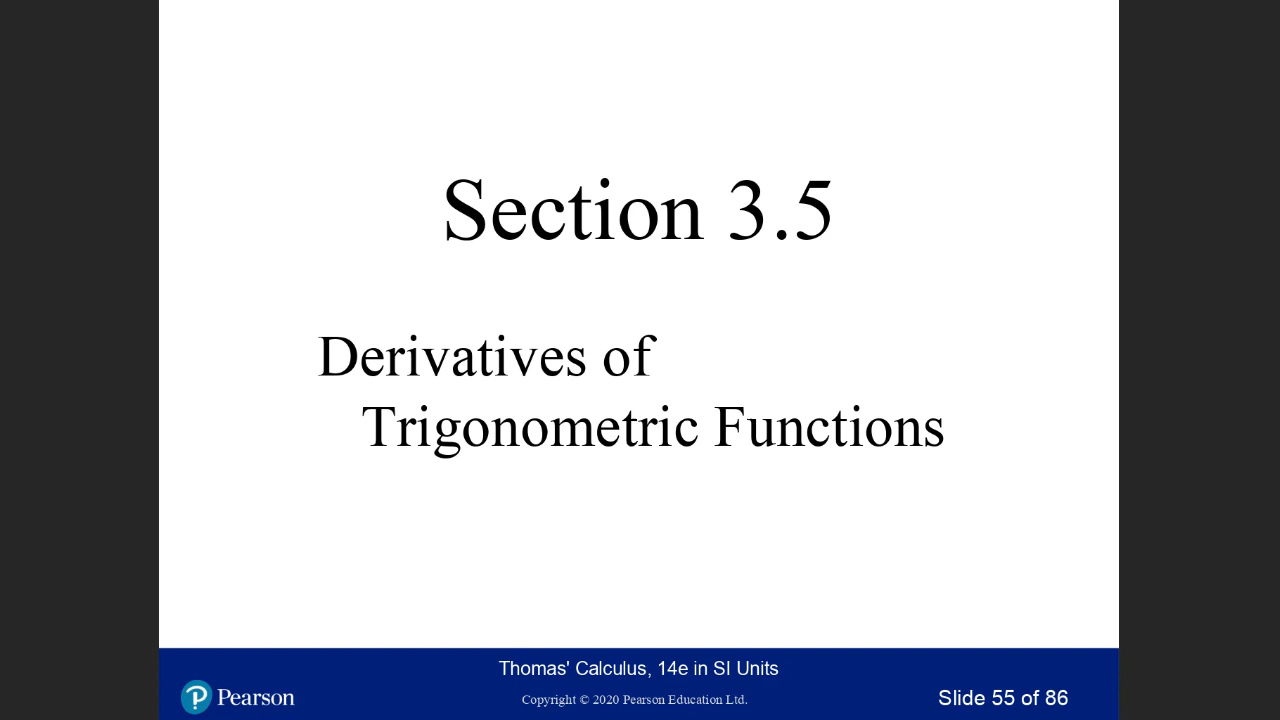 Section 3.5
Derivatives of
Trigonometric Functions
Thomas' Calculus, 14e in SI Units
Pearson
Copyright © 2020 Pearson Education Ltd.
Slide 55 of 86